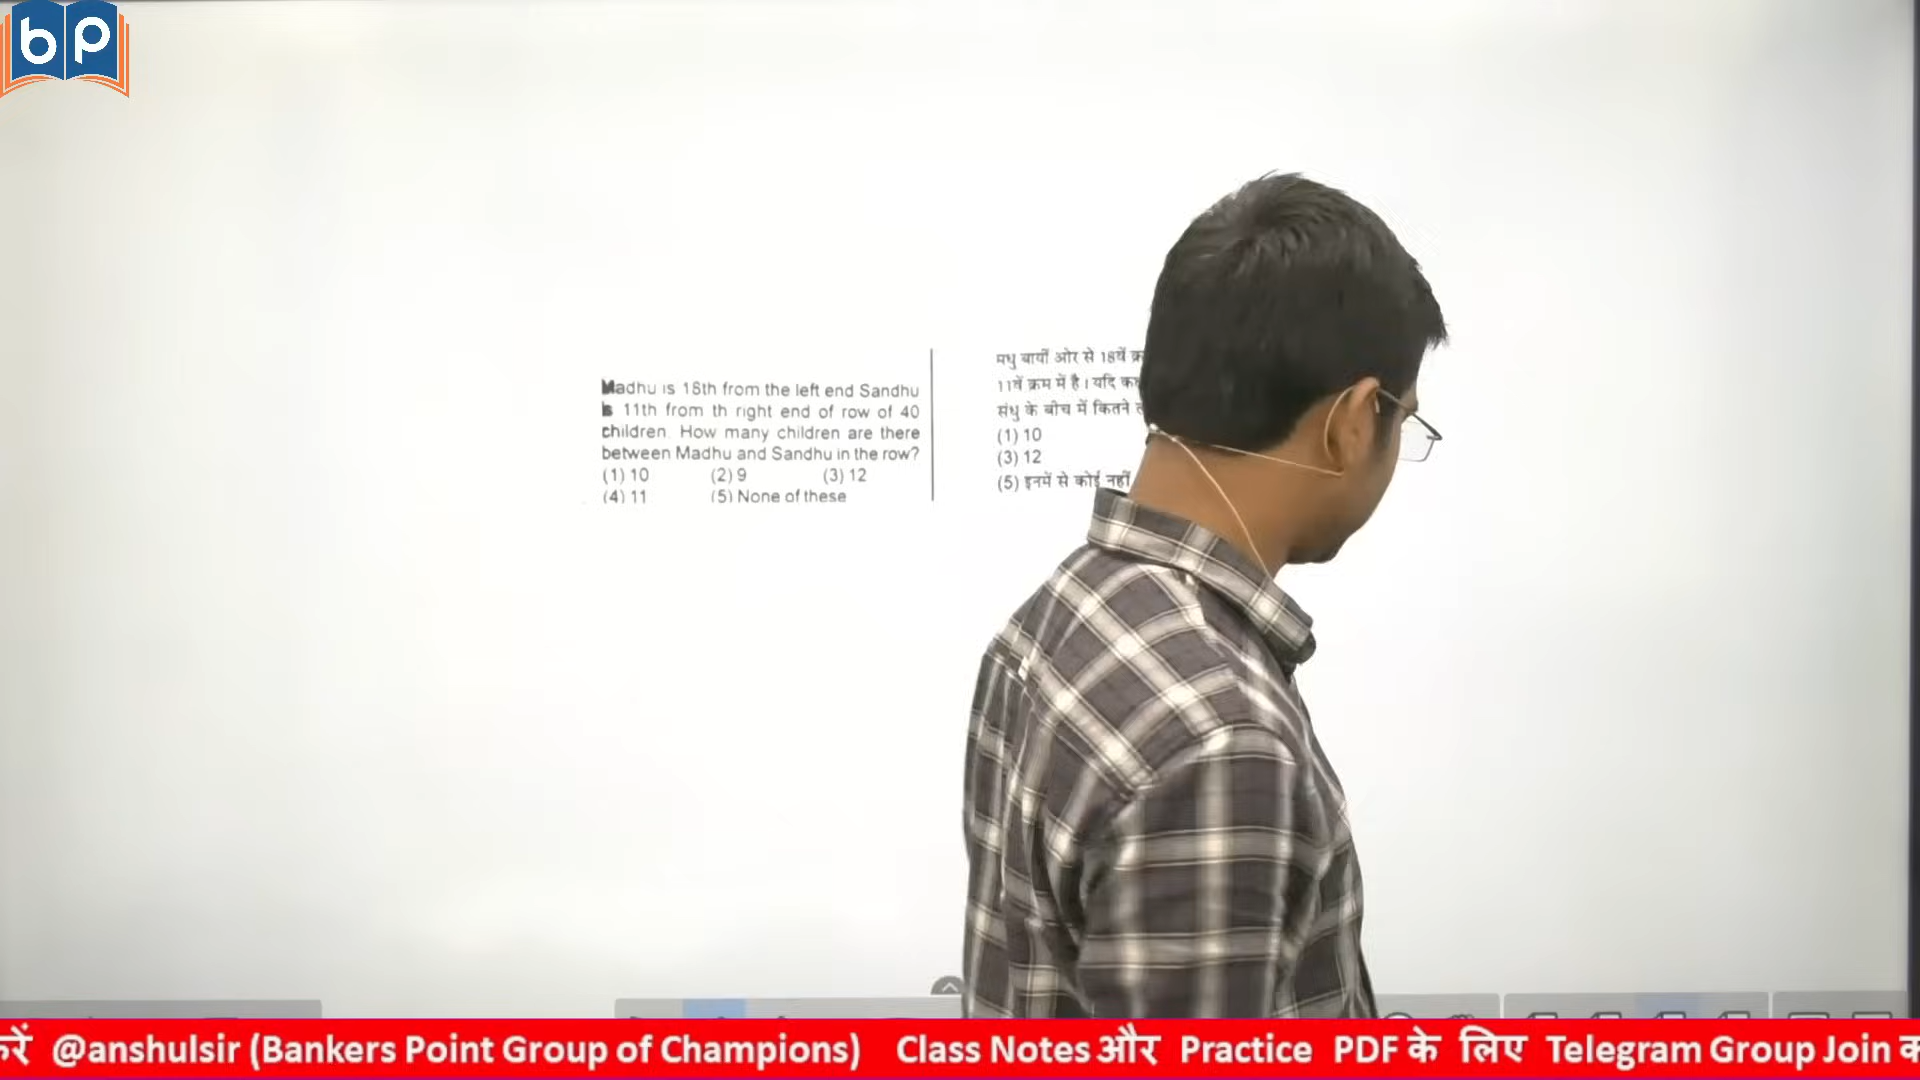 bp
Madhu is 18th from the left end Sandhu
is 11th from th right end of row of 40
children. How many children are there
between Madhu and Sandhu in the row?
(1) 10 (2) 9 (3) 12
(4) 11 (5) None of these
मधु बायीं ओर से 18वें
11वें क्रम में है। यदि
संधु के बीच में कितने
(1) 10
(3) 12
(5) इनमें से कोई नहीं
@anshulsir (Bankers Point Group of Champions) Class Notes और Practice PDF के लिए Telegram Group Join